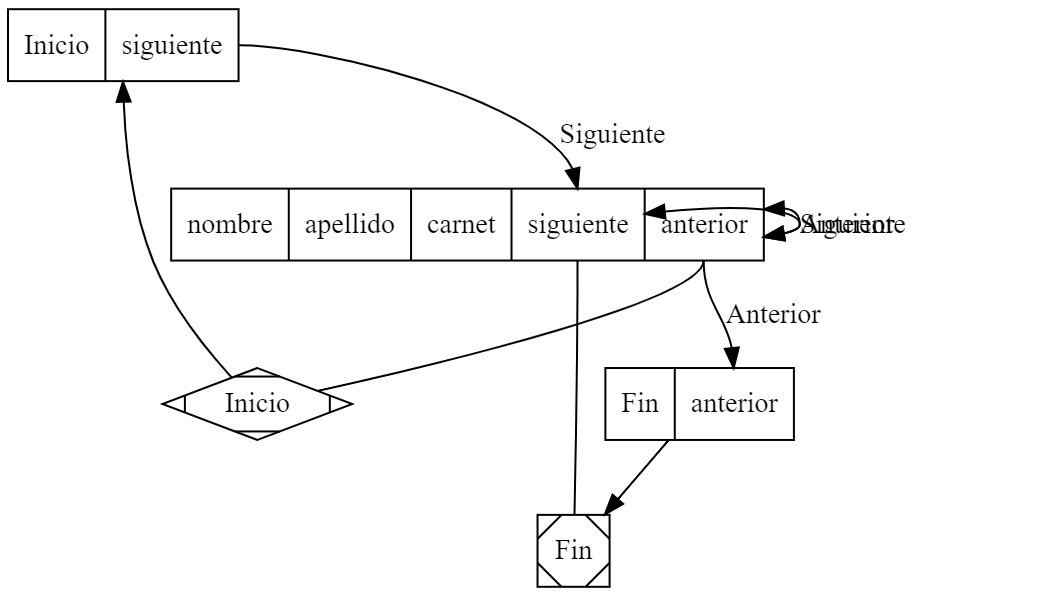 Inicio siguiente
Siguiente
nombre apellido carnet siguiente anterior
Siguiente
Anterior
Anterior
Inicio
Fin anterior
Fin